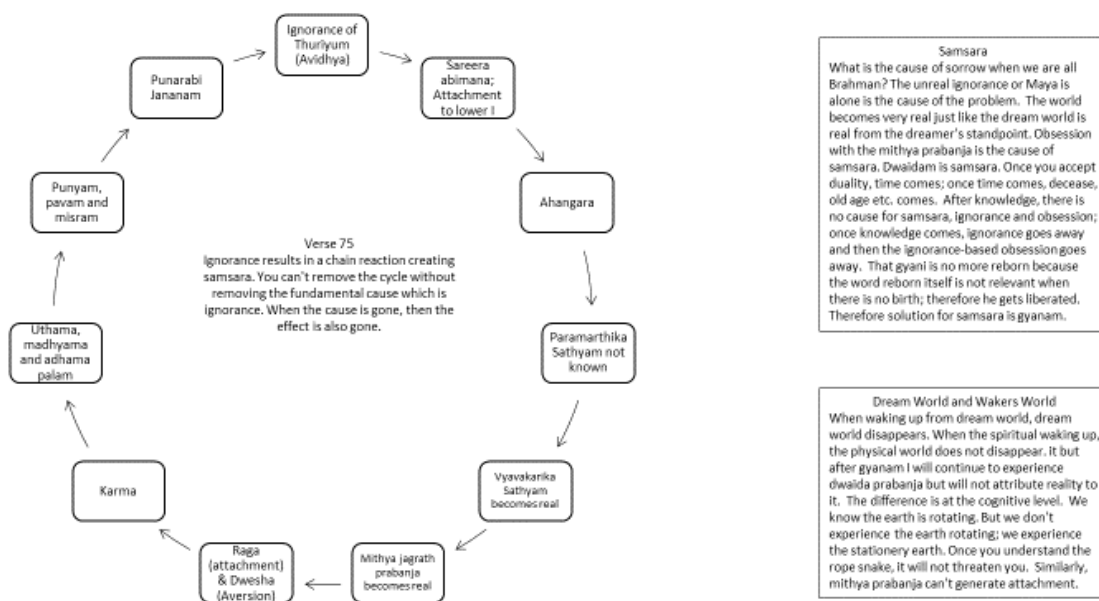 Ignorance of
Thuriyum
(Avidhya)
Sareera
abimana;
Attachment
to lower I
Ahangara
Paramarthika
Sathyam not
known
Vyavakarika
Sathyam
becomes real
Mithya jagrath
prabanja
becomes real
Raga
(attachment)
& Dwesha
(Aversion)
Karma
Uthama,
madhyama
and adhama
palam
Punyam,
pavam and
misram
Punarabi
Jananam
Verse 75
Ignorance results in a chain reaction creating
samsara. You can't remove the cycle without
removing the fundamental cause which is
ignorance. When the cause is gone, then the
effect is also gone.
Samsara
What is the cause of sorrow when we are all
Brahman? The unreal ignorance or Maya is
alone is the cause of the problem. The world
becomes very real just like the dream world is
real from the dreamer's standpoint. Obsession
with the mithya prabanja is the cause of
samsara. Dwaidam is samsara. Once you accept
duality, time comes; once time comes, decease,
old age etc. comes. After knowledge, there is
no cause for samsara, ignorance and obsession;
once knowledge comes, ignorance goes away
and then the ignorance-based obsession goes
away. That gyani is no more reborn because
the word reborn itself is not relevant when
there is no birth; therefore he gets liberated.
Therefore solution for samsara is gyanam.
Dream World and Wakers World
When waking up from dream world, dream
world disappears. When the spiritual waking up,
the physical world does not disappear. it but
after gyanam I will continue to experience
dwaida prabanja but will not attribute reality to
it. The difference is at the cognitive level. We
know the earth is rotating. But we don't
experience the earth rotating; we experience
the stationery earth. Once you understand the
rope snake, it will not threaten you. Similarly,
mithya prabanja can't generate attachment.